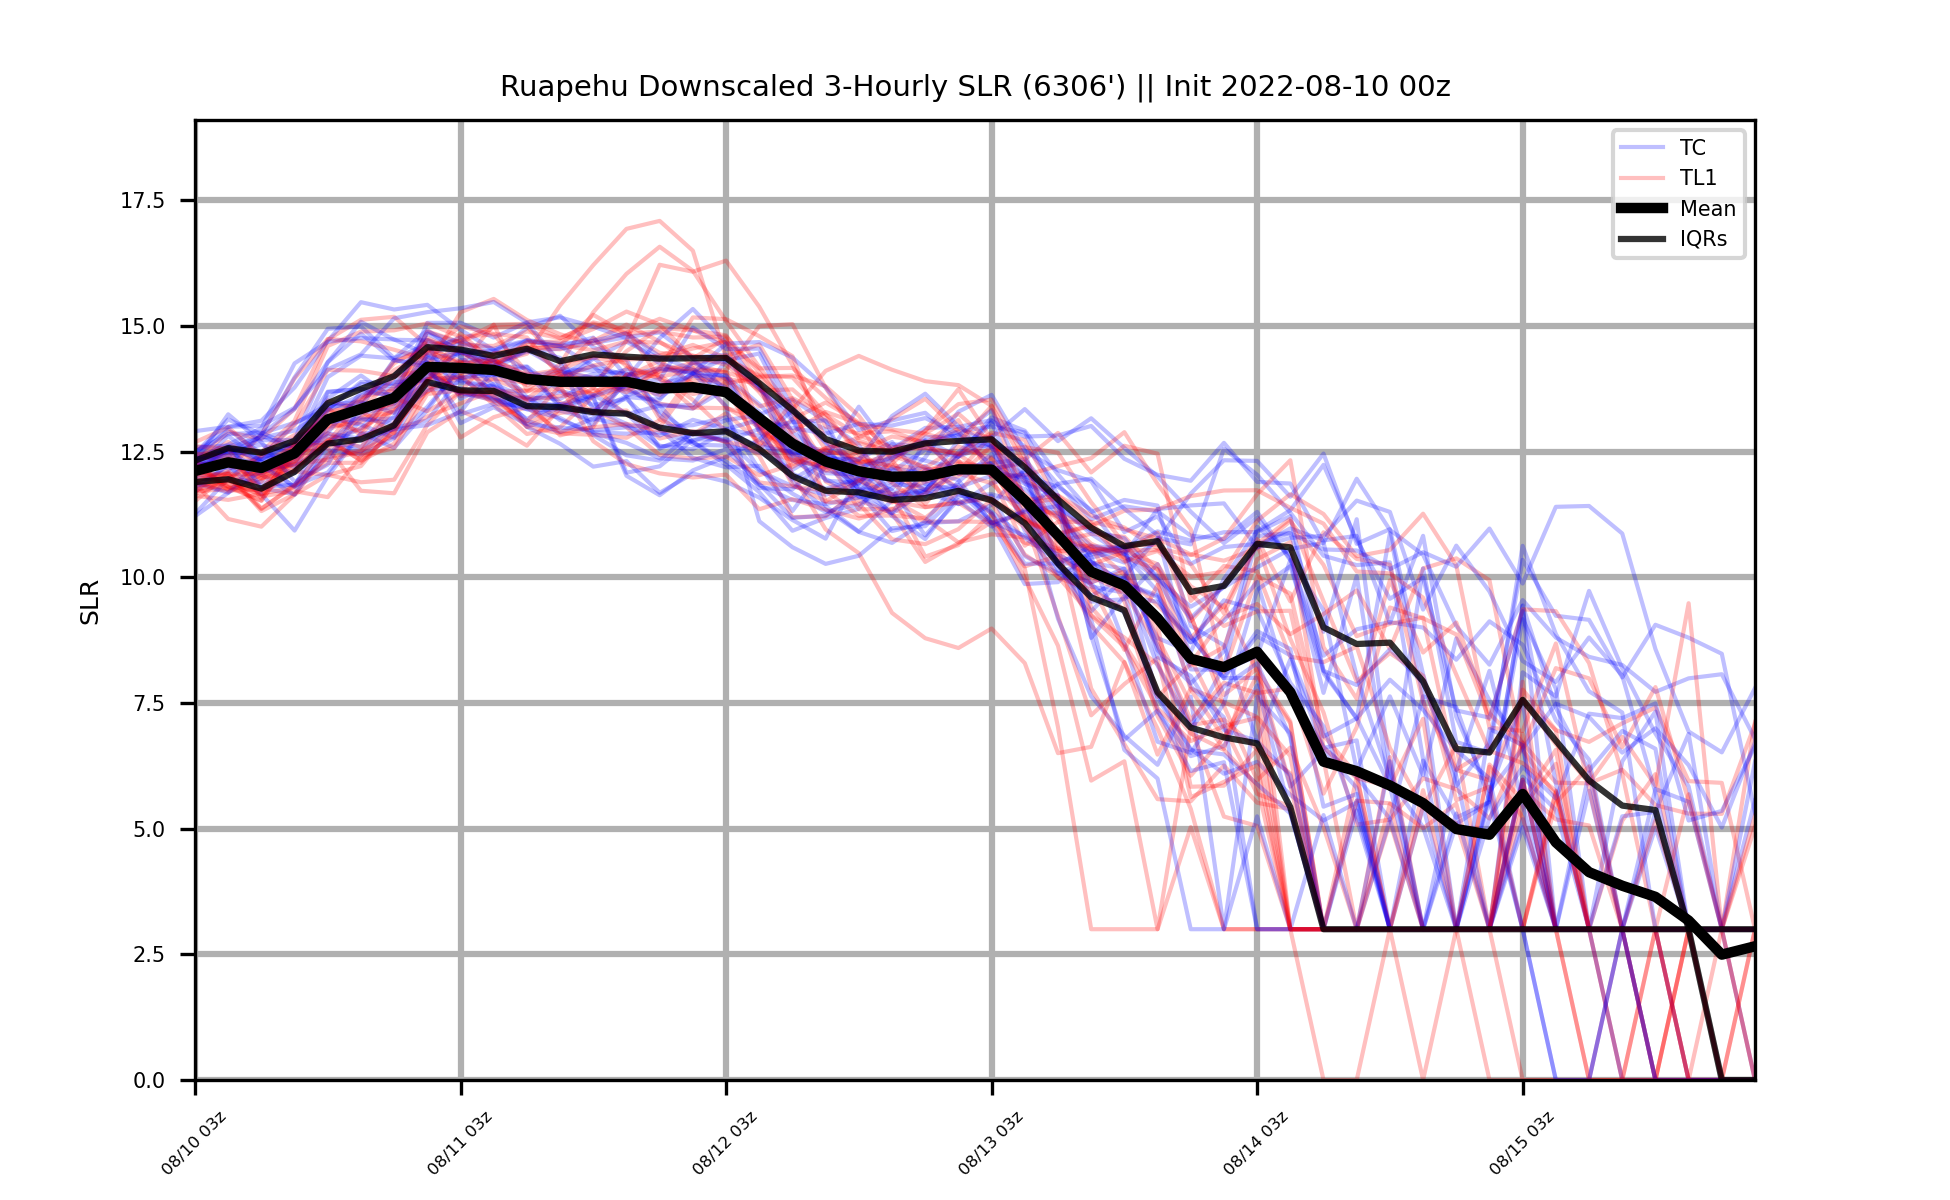 Ruapehu Downscaled 3-Hourly SLR (6306') || Init 2022-08-10 00z
TC
TL1
Mean
IQRs
SLR
17.5
15.0
12.5
10.0
7.5
5.0
2.5
0.0
08/10 03z
08/11 03z
08/12 03z
08/13 03z
08/14 03z
08/15 03z